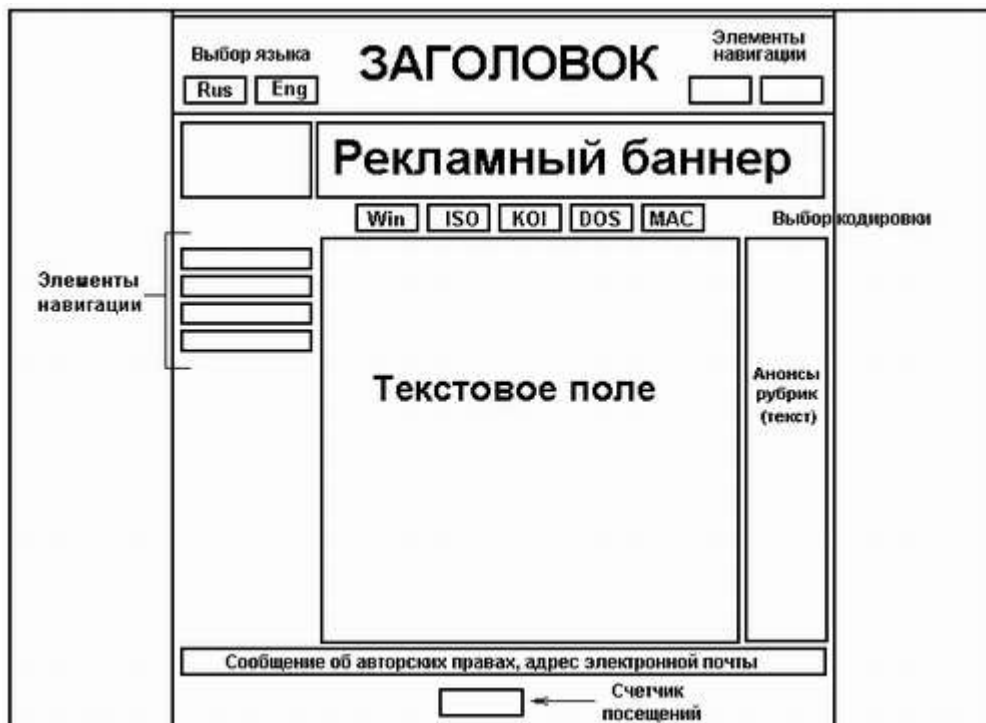 Выбор языка
ЗАГОЛОВОК
Элементы
навигации
Rus
Eng
Рекламный баннер
Win
ISO
KOI
DOS
MAC
Выбор кодировки
Элементы
навигации
Текстовое поле
Анонсы
рубрик
(текст)
Сообщение об авторских правах, адрес электронной почты
Счетчик
посещений